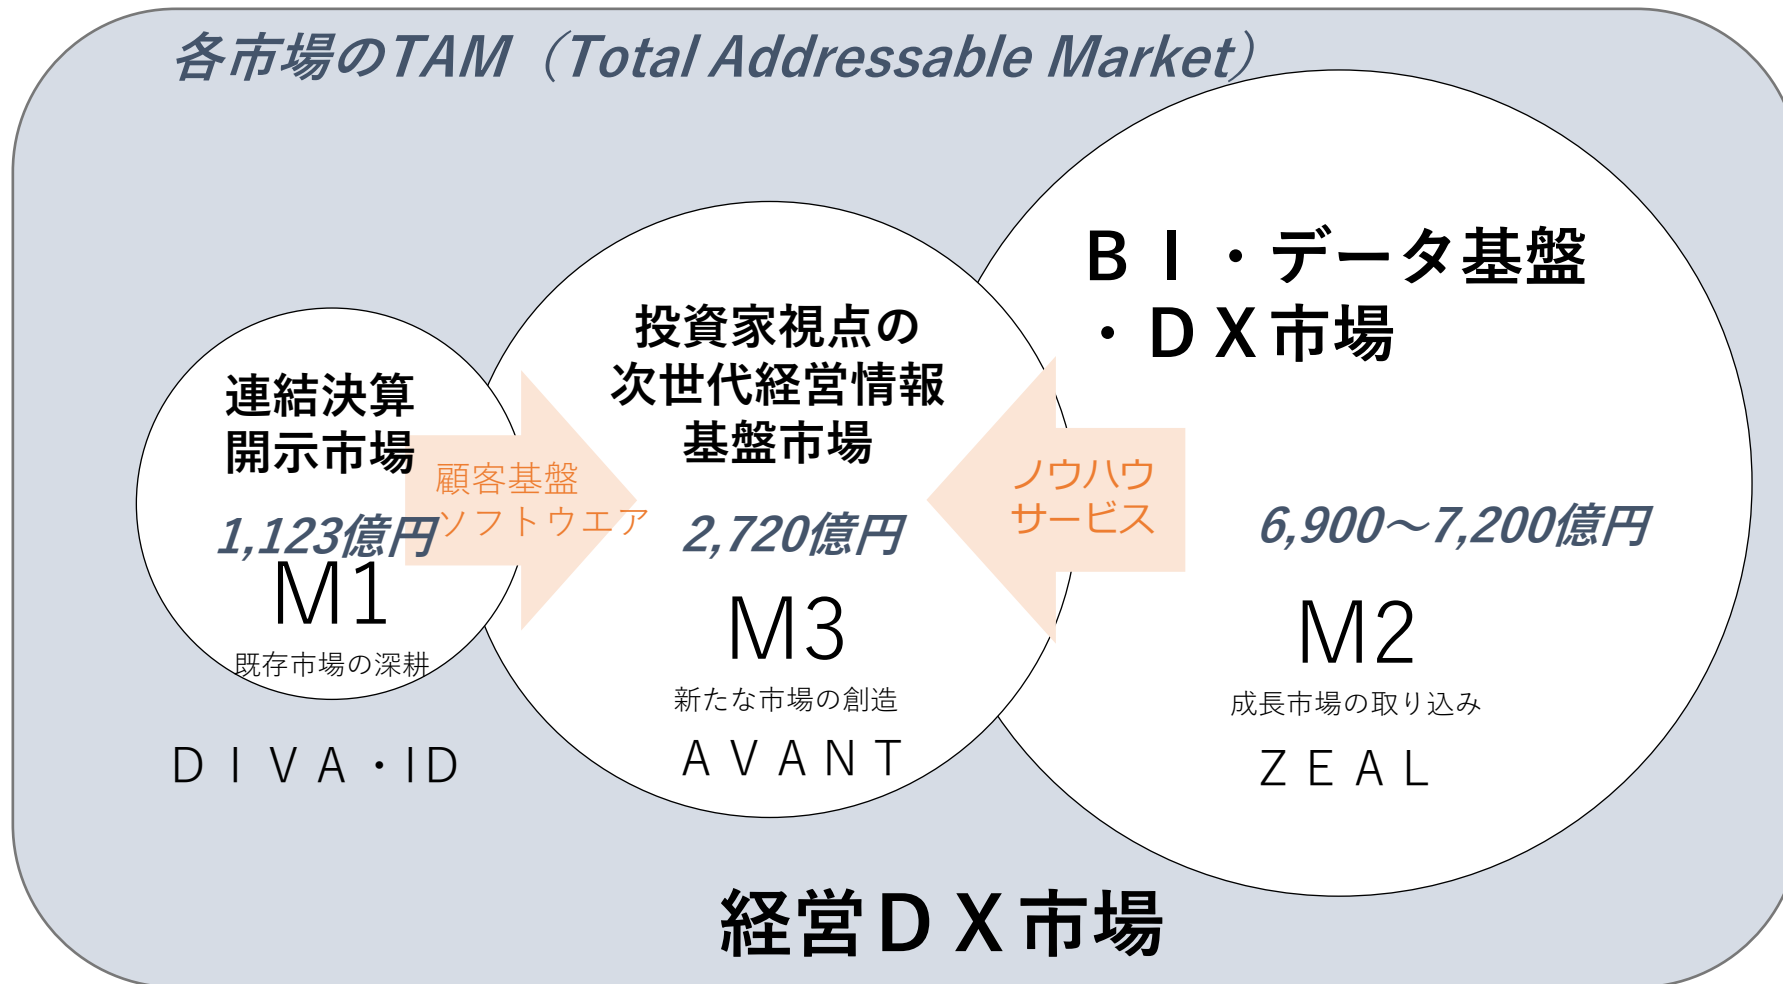 各市場のTAM（Total Addressable Market）
連結決算
開示市場
1,123億円
M1
既存市場の深耕
ＤＩＶＡ・ID
顧客基盤
ソフトウエア
投資家視点の
次世代経営情報
基盤市場
2,720億円
M3
新たな市場の創造
ＡＶＡＮＴ
ノウハウ
サービス
ＢＩ・データ基盤
・ＤＸ市場
6,900～7,200億円
M2
成長市場の取り込み
ＺＥＡＬ
経営ＤＸ市場